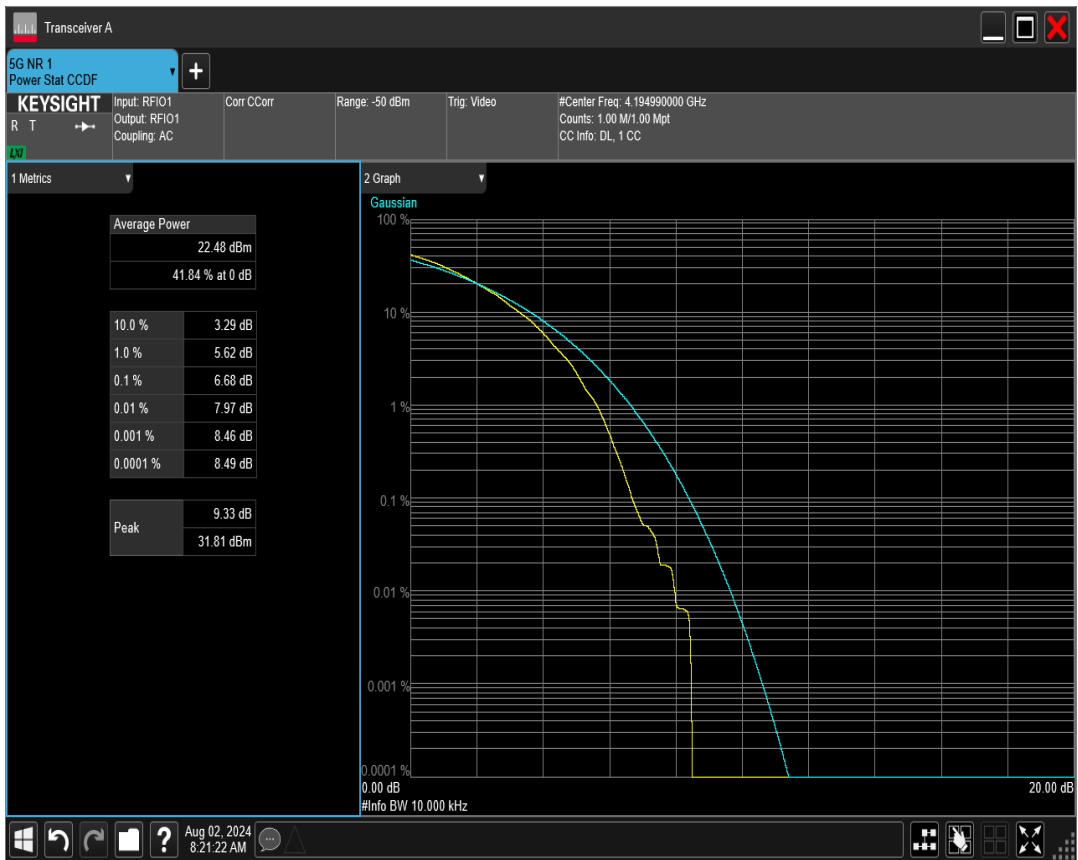 Transceiver A
5G NR 1
Power Stat CCDF
KEYSIGHT
R T
LXI
Input: RFIO1
Output: RFIO1
Coupling: AC
Corr CCorr
Range: -50 dBm
Trig: Video
#Center Freq: 4.194990000 GHz
Counts: 1.00 M/1.00 Mpt
CC Info: DL, 1 CC
1 Metrics
Average Power
22.48 dBm
41.84 % at 0 dB
10.0 % 3.29 dB
1.0 % 5.62 dB
0.1 % 6.68 dB
0.01 % 7.97 dB
0.001 % 8.46 dB
0.0001 % 8.49 dB
Peak
9.33 dB
31.81 dBm
2 Graph
Gaussian
100 %
10 %
1 %
0.1 %
0.01 %
0.001 %
0.0001 %
0.00 dB 20.00 dB
#Info BW 10.000 kHz
Aug 02, 2024
8:21:22 AM